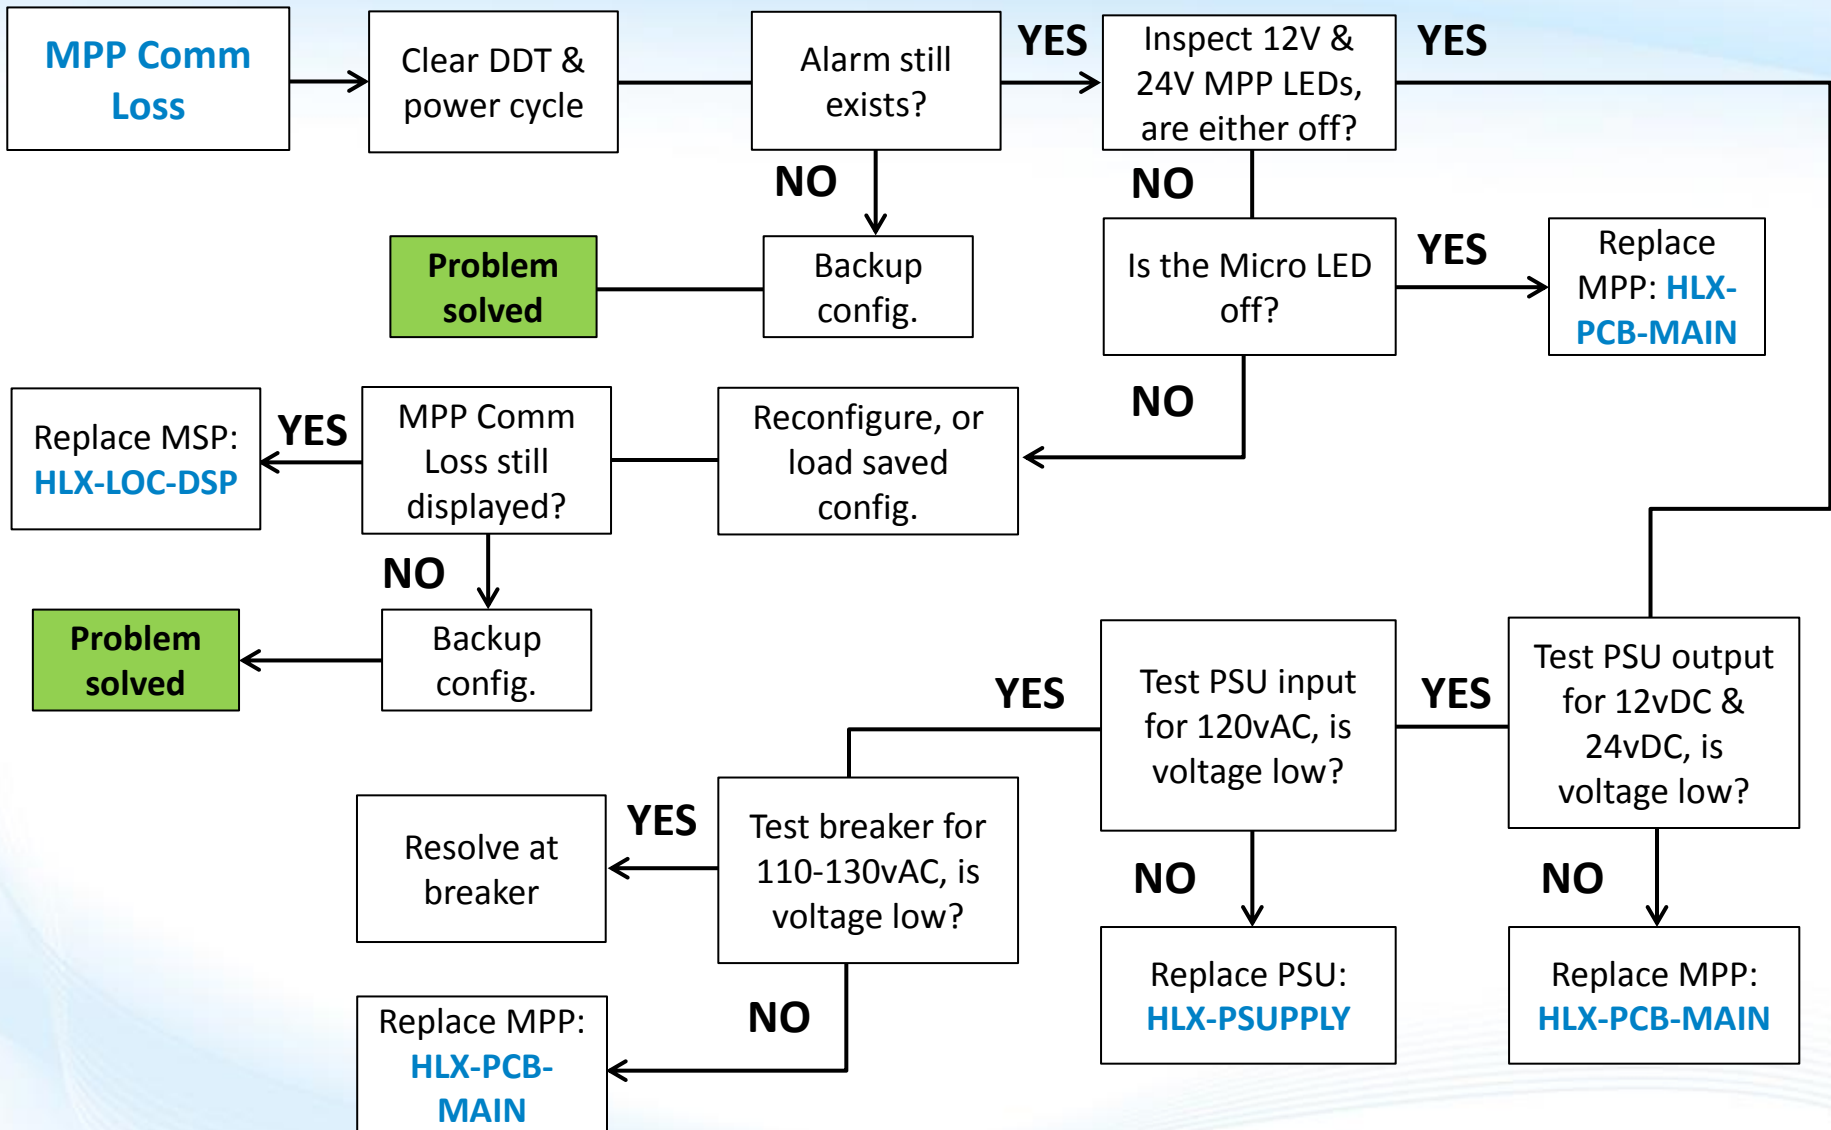 MPP Comm
Loss
Clear DDT &
power cycle
Alarm still
exists?
YES
Inspect 12V &
24V MPP LEDs,
are either off?
YES
NO
NO
Problem
solved
Backup
config.
Is the Micro LED
off?
YES
Replace
MPP: HLX-
PCB-MAIN
NO
Replace MSP:
HLX-LOC-DSP
YES
MPP Comm
Loss still
displayed?
Reconfigure, or
load saved
config.
NO
Problem
solved
Backup
config.
YES
Test PSU input
for 120vAC, is
voltage low?
YES
Test PSU output
for 12vDC &
24vDC, is
voltage low?
Resolve at
breaker
YES
Test breaker for
110-130vAC, is
voltage low?
NO
NO
Replace MPP:
HLX-PCB-
MAIN
NO
Replace PSU:
HLX-PSUPPLY
Replace MPP:
HLX-PCB-MAIN